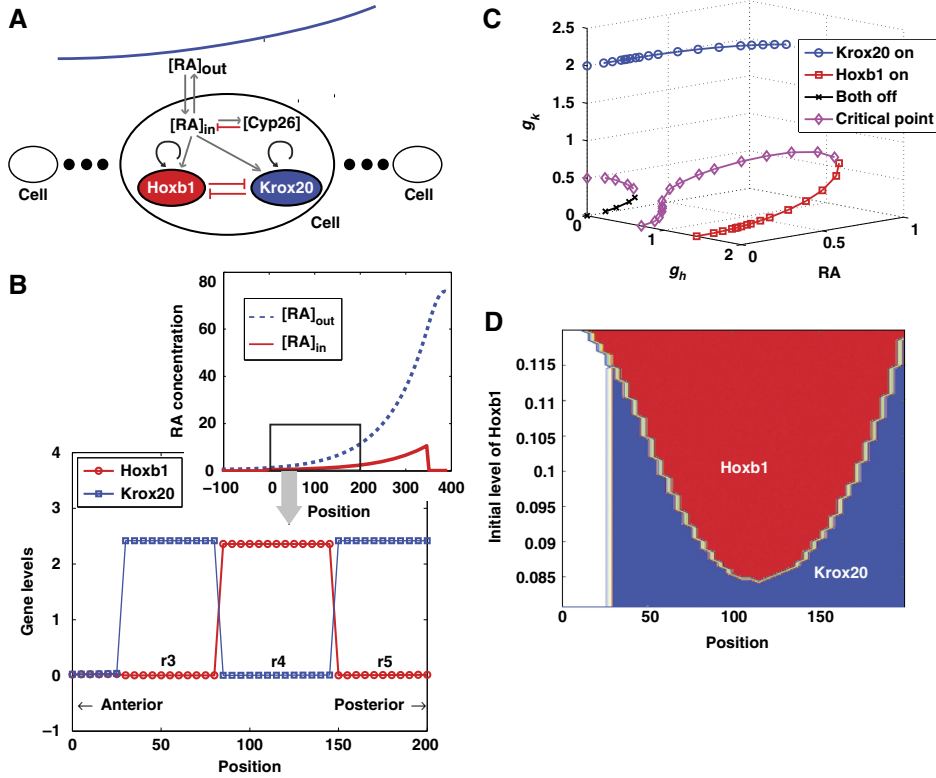 A
[RA]out
[RA]in
[Cyp26]
Hoxb1
Krox20
Cell
Cell
Cell
B
80
60
40
20
0
RA concentration
[RA]out
[RA]in
−100
0
100
200
300
400
Position
4
3
2
1
0
−1
Gene levels
Hoxb1
Krox20
r3
r4
r5
← Anterior
Posterior →
0
50
100
150
200
Position
C
2.5
2
1.5
1
0.5
0
gk
Krox20 on
Hoxb1 on
Both off
Critical point
1
2
gh
0
0.5
1
RA
D
0.115
0.11
0.105
0.1
0.095
0.09
0.085
Initial level of Hoxb1
Hoxb1
Krox20
0
50
100
150
Position